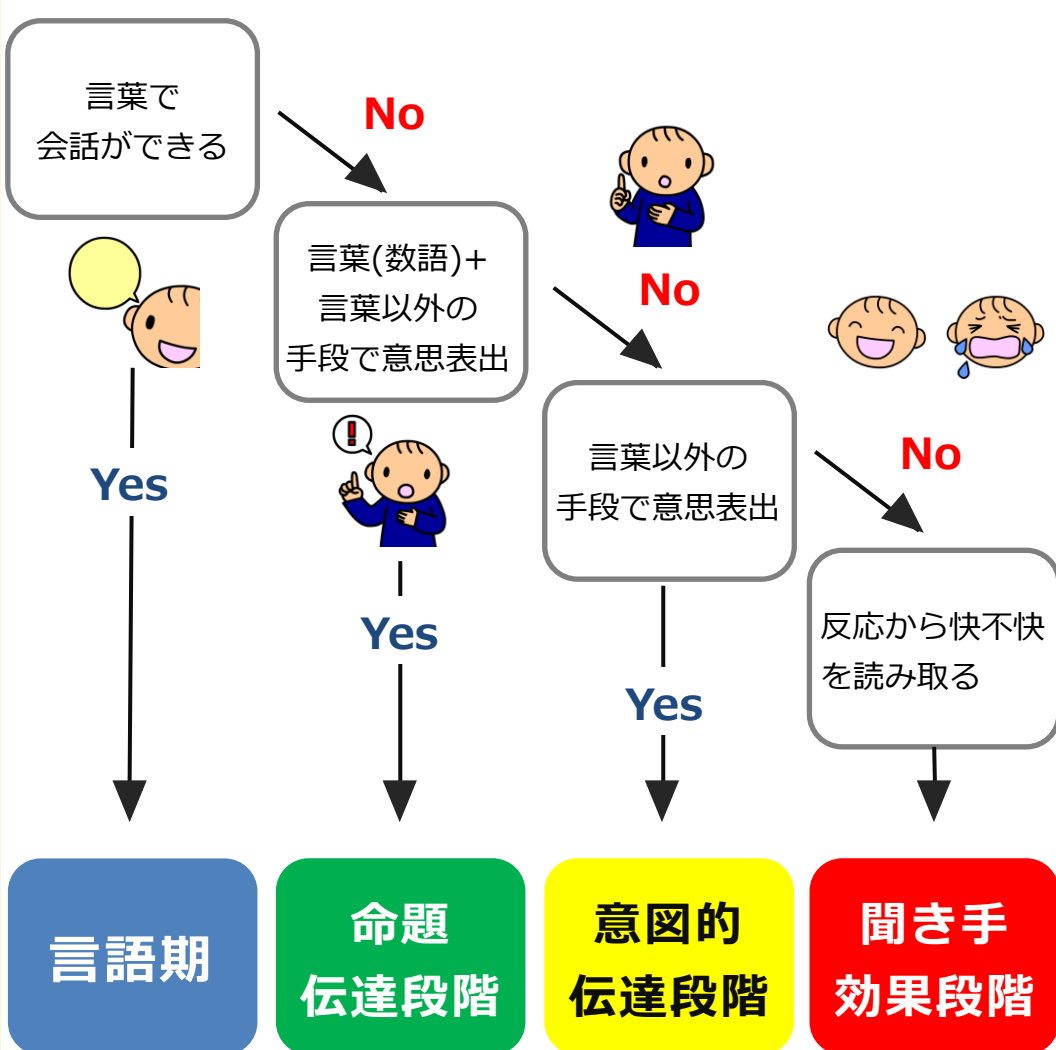 言葉で
会話ができる
No
言葉(数語)+
言葉以外の
手段で意思表出
No
言葉以外の
手段で意思表出
No
反応から快不快
を読み取る
!
Yes
Yes
Yes
言語期
命題
伝達段階
意図的
伝達段階
聞き手
効果段階